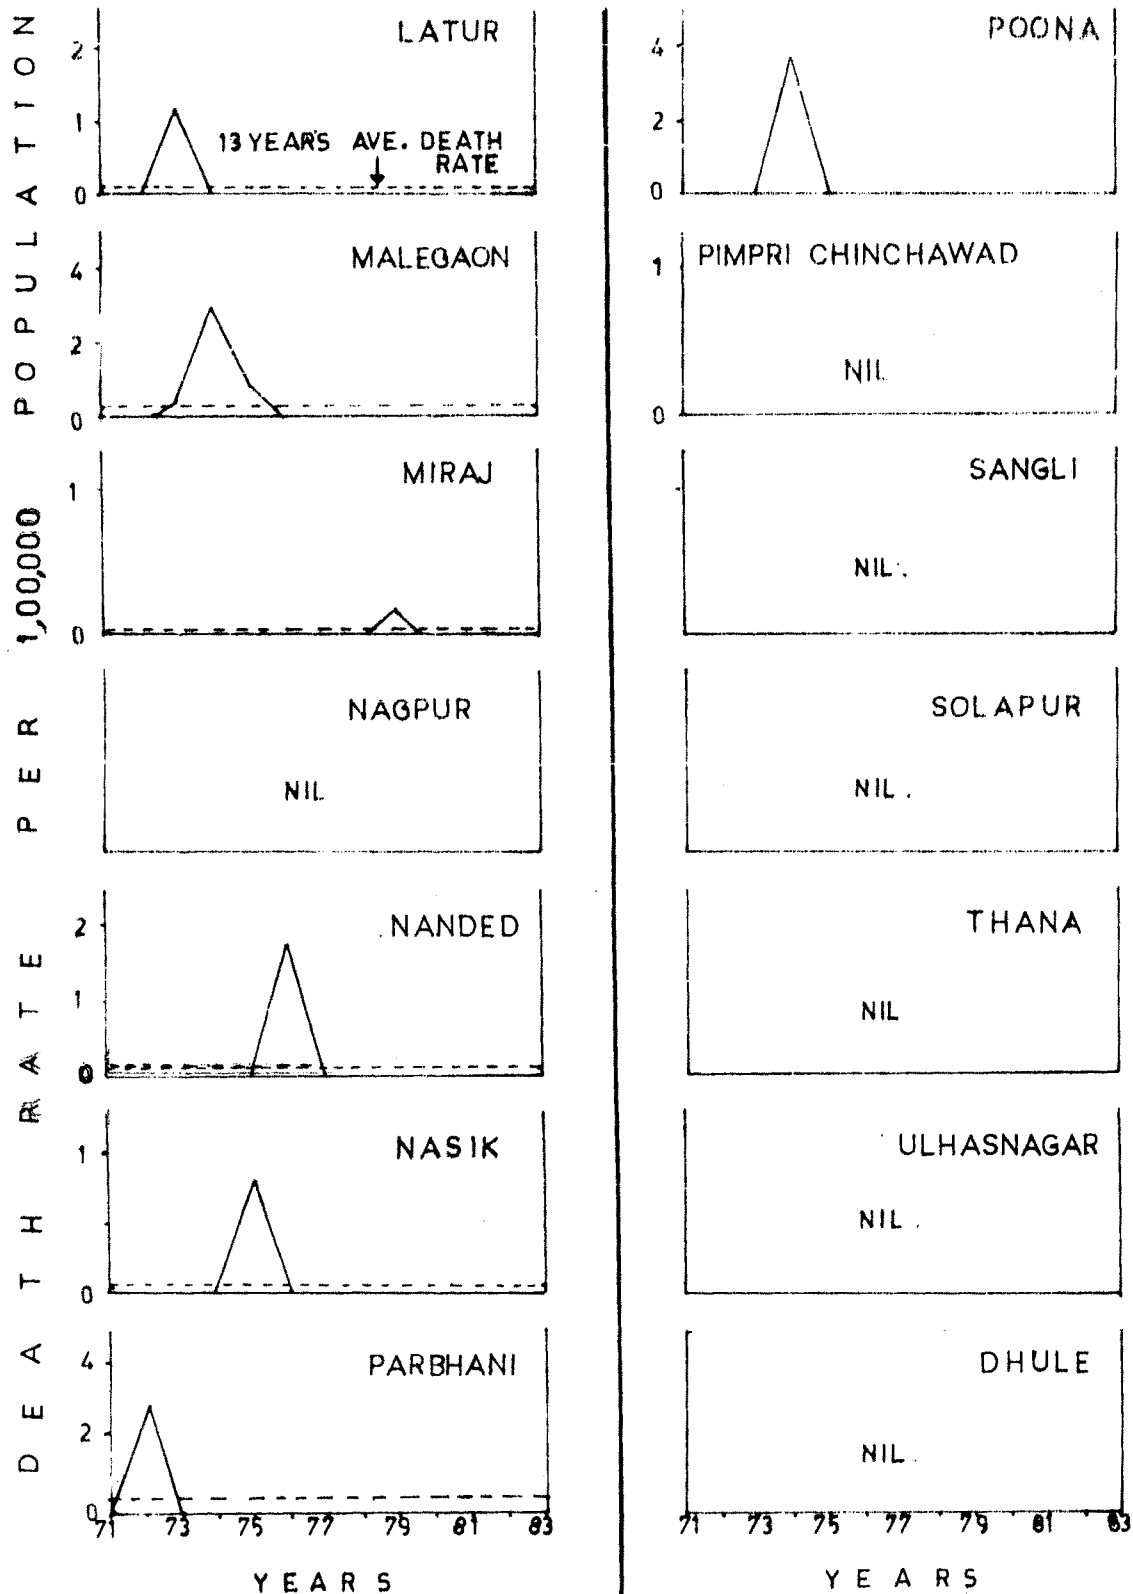 DEATH RATE PER 1,00,000 POPULATION
LATUR
2
1
0
13 YEAR'S AVE. DEATH
RATE
MALEGAON
4
2
0
MIRAJ
1
0
NAGPUR
NIL
NANDED
2
1
0
NASIK
1
0
PARBHANI
4
2
0
71 73 75 77 79 81 83
YEARS
POONA
4
2
0
PIMPRI CHINCHAWAD
1
NIL
0
SANGLI
NIL.
SOLAPUR
NIL.
THANA
NIL
ULHASNAGAR
NIL.
DHULE
NIL.
71 73 75 77 79 81 83
YEARS